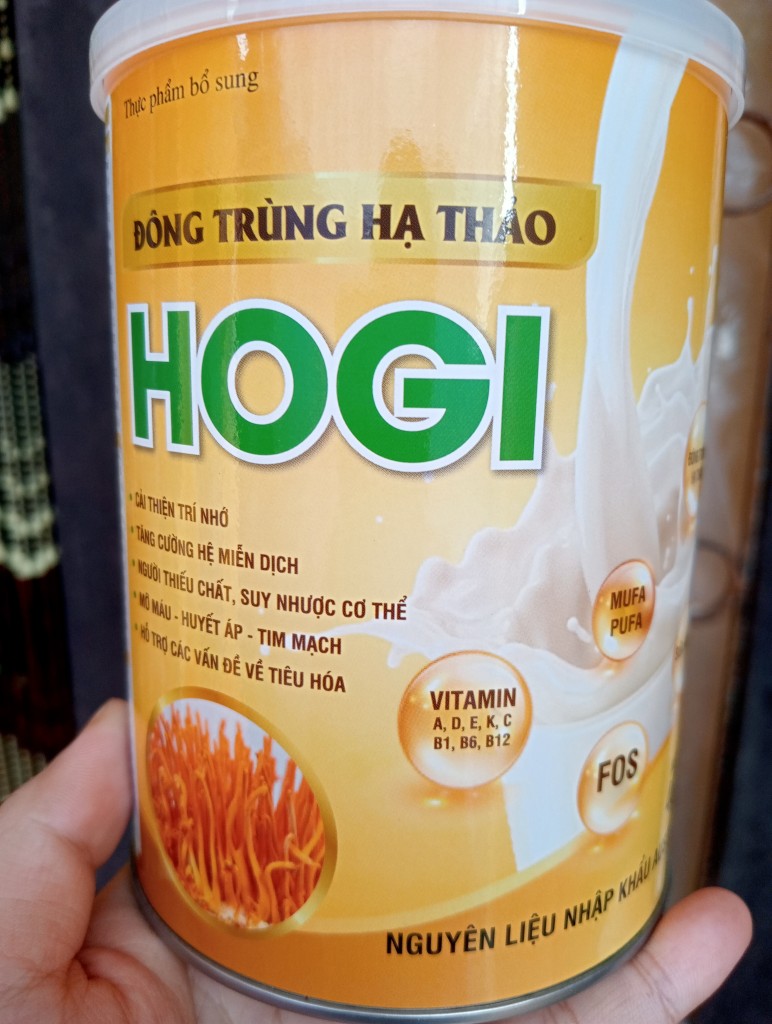 Thực phẩm bổ sung
ĐÔNG TRÙNG HẠ THẢO
HOGI
• CẢI THIỆN TRÍ NHỚ
• TĂNG CƯỜNG HỆ MIỄN DỊCH
• NGƯỜI THIẾU CHẤT, SUY NHƯỢC CƠ THỂ
• MỠ MÁU - HUYẾT ÁP - TIM MẠCH
• HỖ TRỢ CÁC VẤN ĐỀ VỀ TIÊU HÓA
MUFA
PUFA
VITAMIN
A, D, E, K, C
B1, B6, B12
FOS
NGUYÊN LIỆU NHẬP KHẨU